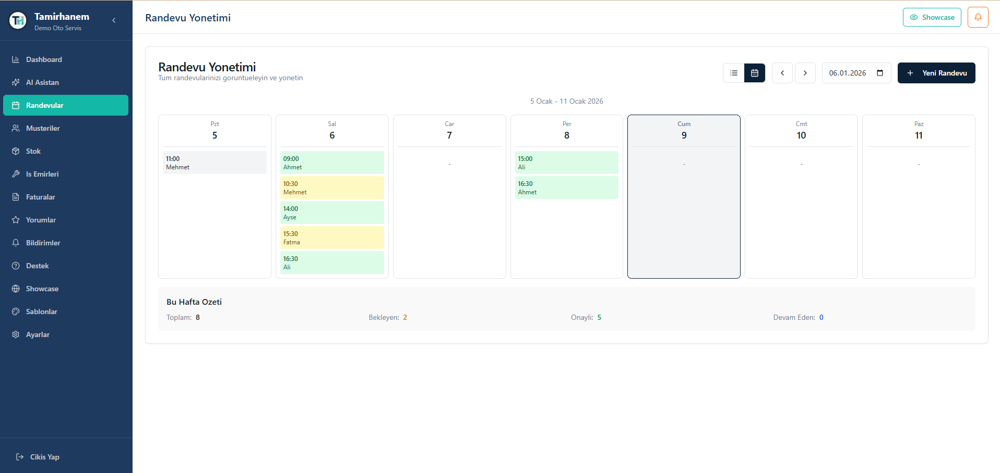 Tamirhanem
Demo Oto Servis
Dashboard
AI Asistan
Randevular
Musteriler
Stok
Is Emirleri
Faturalar
Yorumlar
Bildirimler
Destek
Showcase
Sablonlar
Ayarlar
Cikis Yap
Randevu Yonetimi
Showcase
Randevu Yonetimi
Tum randevularinizi goruntueleyin ve yonetin
06.01.2026
Yeni Randevu
5 Ocak - 11 Ocak 2026
Pzt
5
11:00
Mehmet
Sal
6
09:00
Ahmet
10:30
Mehmet
14:00
Ayse
15:30
Fatma
16:30
Ali
Car
7
-
Per
8
15:00
Ali
16:30
Ahmet
Cum
9
-
Cmt
10
-
Paz
11
-
Bu Hafta Ozeti
Toplam: 8
Bekleyen: 2
Onayli: 5
Devam Eden: 0